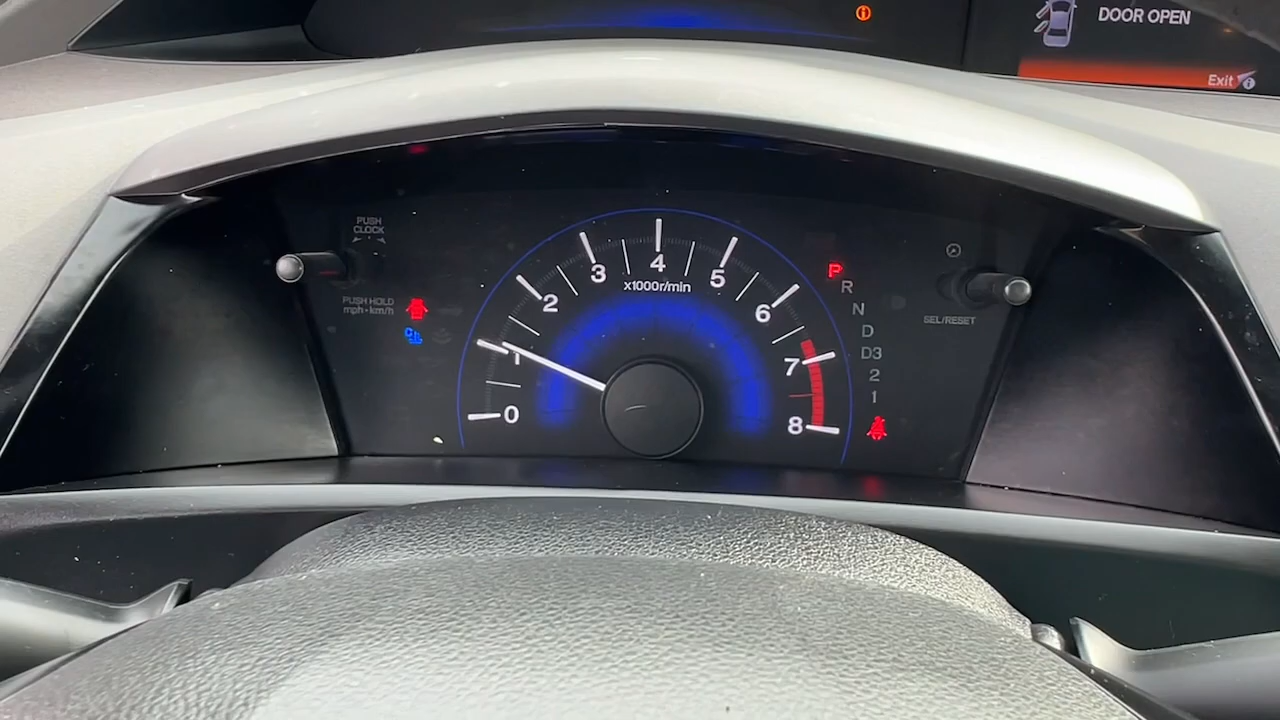 DOOR OPEN
Exit i
PUSH
CLOCK
PUSH HOLD
mph•km/h
0
1
2
3
4
5
6
7
8
x1000r/min
P
R
N
D
D3
2
1
SEL/RESET